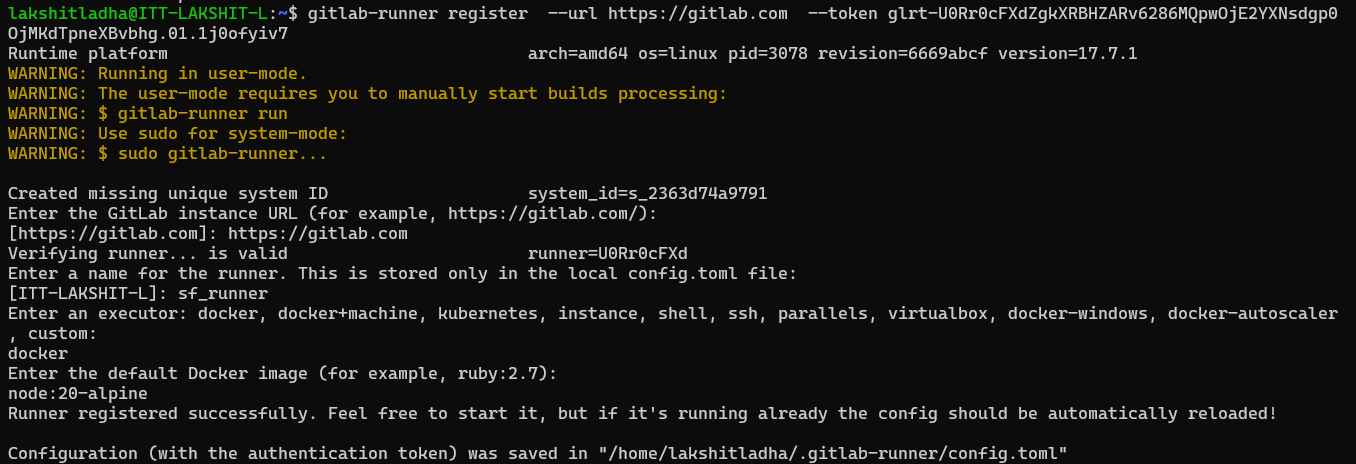 lakshitladha@ITT-LAKSHIT-L:~$ gitlab-runner register  --url https://gitlab.com  --token glrt-U0Rr0cFXdZgkXRBHZARv6286MQpwOjE2YXNsdgp0
OjMKdTpneXBvbhg.01.1j0ofyiv7
Runtime platform                                    arch=amd64 os=linux pid=3078 revision=6669abcf version=17.7.1
WARNING: Running in user-mode.
WARNING: The user-mode requires you to manually start builds processing:
WARNING: $ gitlab-runner run
WARNING: Use sudo for system-mode:
WARNING: $ sudo gitlab-runner...
Created missing unique system ID                    system_id=s_2363d74a9791
Enter the GitLab instance URL (for example, https://gitlab.com/):
[https://gitlab.com]: https://gitlab.com
Verifying runner... is valid                        runner=U0Rr0cFXd
Enter a name for the runner. This is stored only in the local config.toml file:
[ITT-LAKSHIT-L]: sf_runner
Enter an executor: docker, docker+machine, kubernetes, instance, shell, ssh, parallels, virtualbox, docker-windows, docker-autoscaler
, custom:
docker
Enter the default Docker image (for example, ruby:2.7):
node:20-alpine
Runner registered successfully. Feel free to start it, but if it's running already the config should be automatically reloaded!
Configuration (with the authentication token) was saved in "/home/lakshitladha/.gitlab-runner/config.toml"